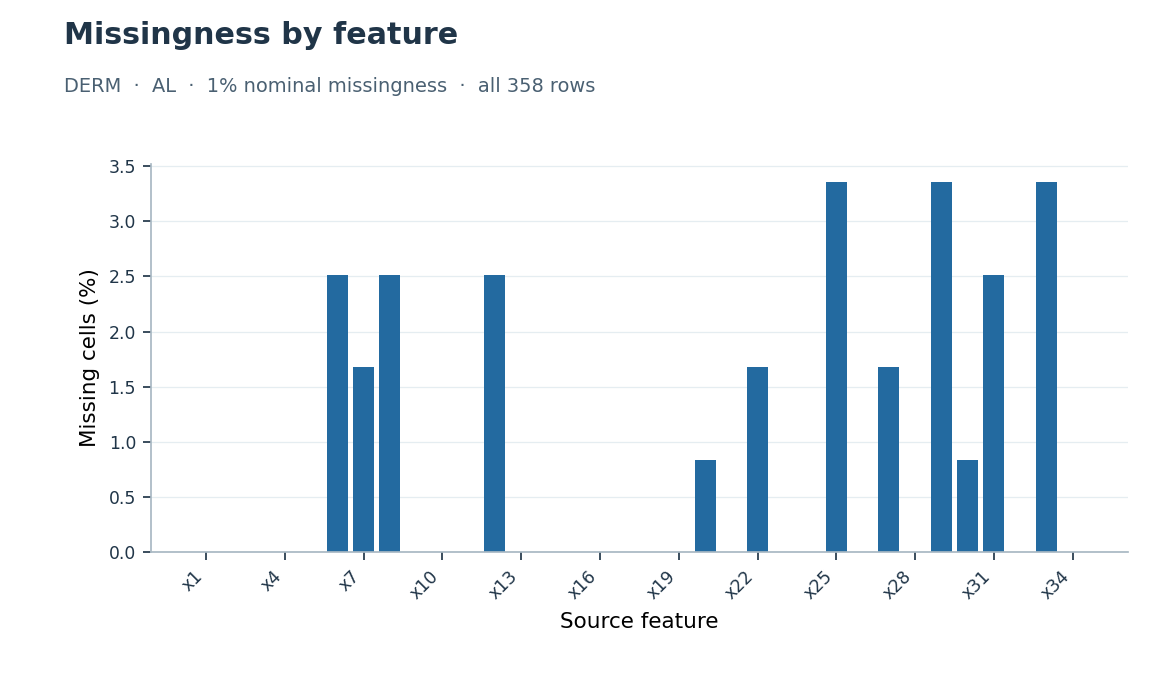 Missingness by feature
DERM · AL · 1% nominal missingness · all 358 rows
3.5
3.0
2.5
2.0
1.5
1.0
0.5
0.0
Missing cells (%)
x1 x4 x7 x10 x13 x16 x19 x22 x25 x28 x31 x34
Source feature